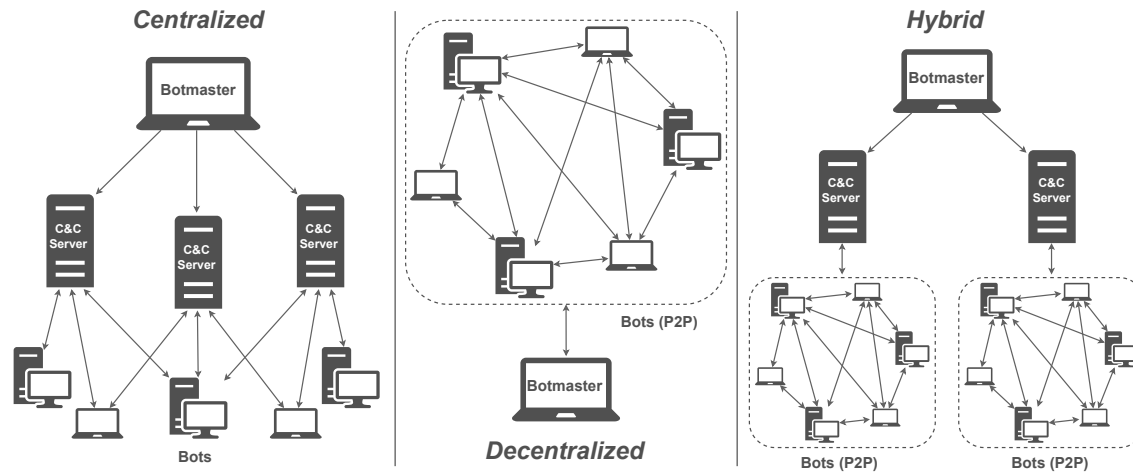 Centralized
Botmaster
C&C
Server
C&C
Server
C&C
Server
Bots
Bots (P2P)
Botmaster
Decentralized
Hybrid
Botmaster
C&C
Server
C&C
Server
Bots (P2P)
Bots (P2P)